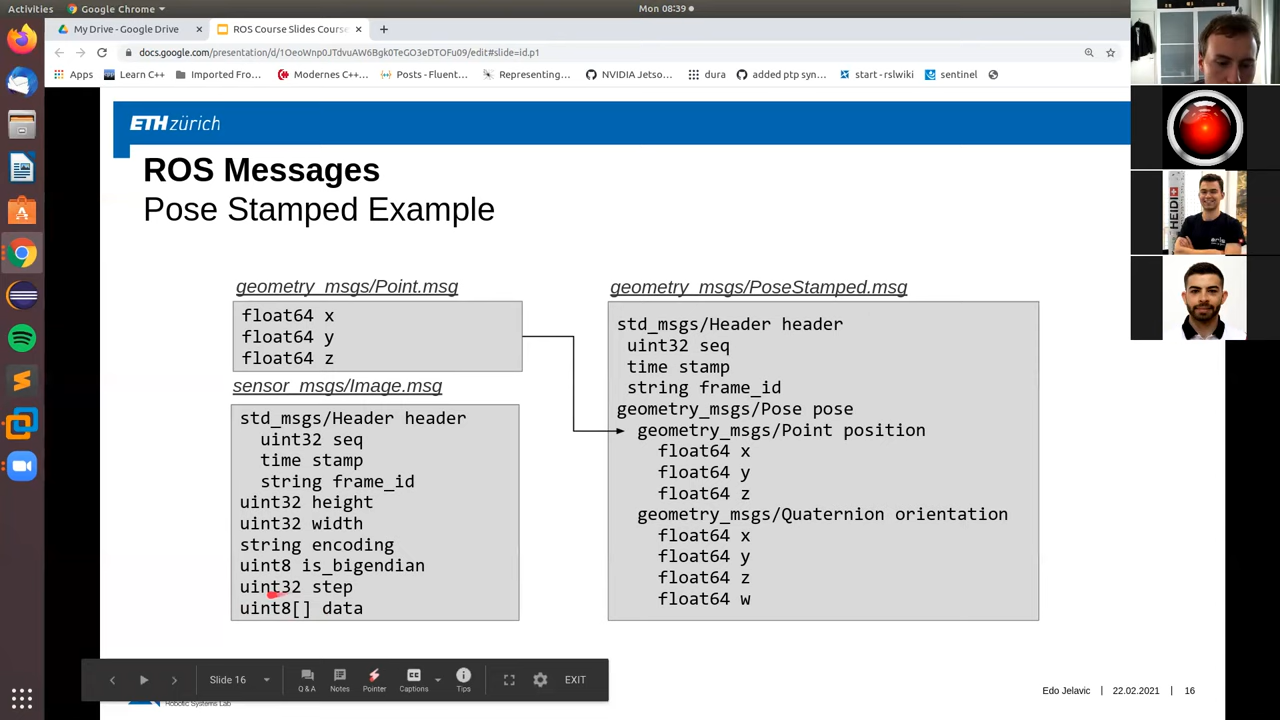 Activities
Google Chrome
Mon 08:39
My Drive - Google Drive
ROS Course Slides Course
docs.google.com/presentation/d/1OeoWnp0JTdvuAW6Bgk0TeGO3eDTOFu09/edit#slide=id.p1
Apps
Learn C++
Imported Fro…
Modernes C++…
Posts - Fluent…
Representing…
NVIDIA Jetso…
dura
added ptp syn…
start - rslwiki
sentinel
ETH zürich
ROS Messages
Pose Stamped Example
geometry_msgs/Point.msg
float64 x
float64 y
float64 z
sensor_msgs/Image.msg
std_msgs/Header header
uint32 seq
time stamp
string frame_id
uint32 height
uint32 width
string encoding
uint8 is_bigendian
uint32 step
uint8[] data
geometry_msgs/PoseStamped.msg
std_msgs/Header header
uint32 seq
time stamp
string frame_id
geometry_msgs/Pose pose
geometry_msgs/Point position
float64 x
float64 y
float64 z
geometry_msgs/Quaternion orientation
float64 x
float64 y
float64 z
float64 w
HEIDI
aris
Slide 16
Q & A
Notes
Pointer
Captions
Tips
EXIT
Robotic Systems Lab
Edo Jelavic | 22.02.2021 | 16